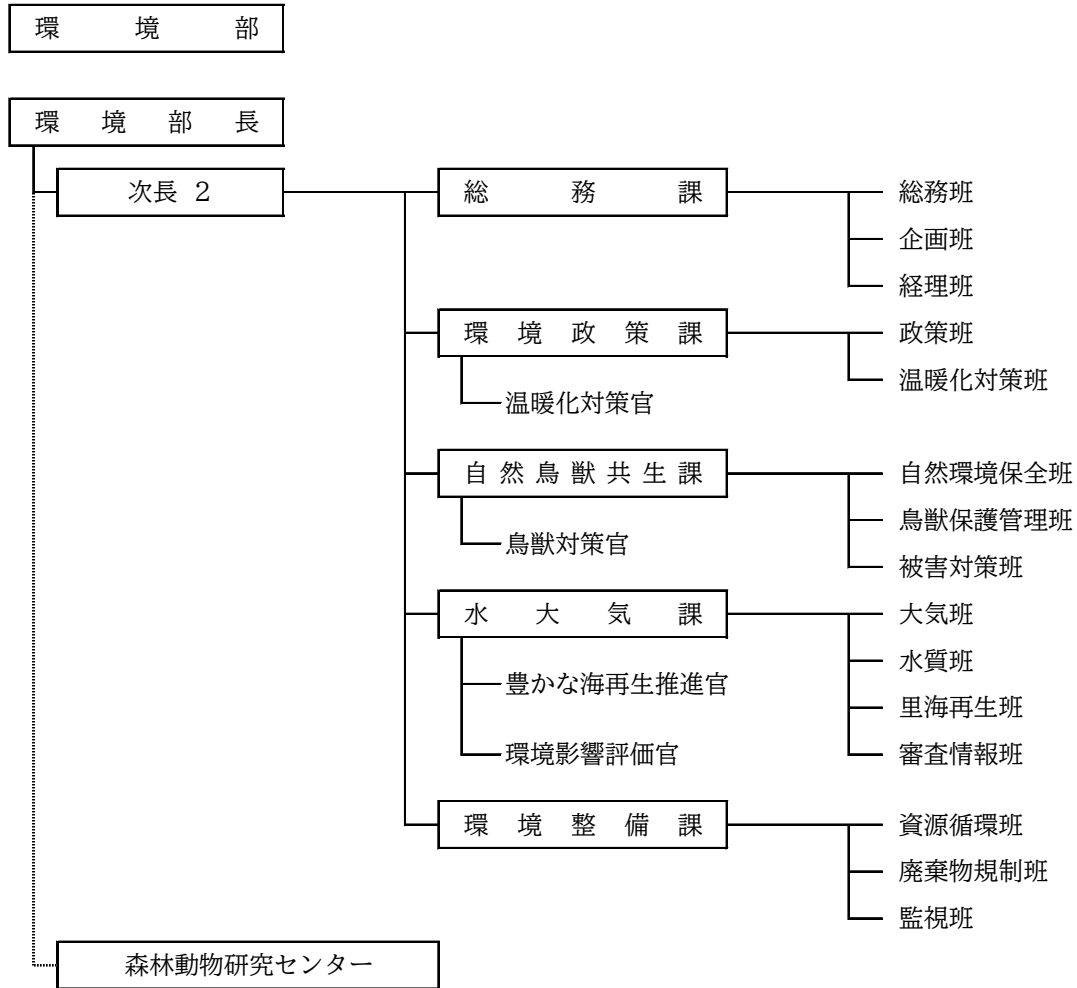 環境部
環境部長
次長 2 総務課 総務班
企画班
経理班
環境政策課 政策班
温暖化対策班
温暖化対策官
自然鳥獣共生課 自然環境保全班
鳥獣保護管理班
鳥獣対策官
被害対策班
水大気課 大気班
水質班
豊かな海再生推進官
里海再生班
環境影響評価官 審査情報班
環境整備課 資源循環班
廃棄物規制班
監視班
森林動物研究センター